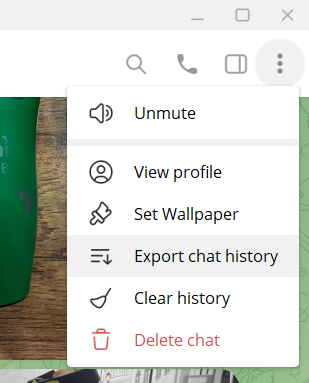 Unmute
View profile
Set Wallpaper
Export chat history
Clear history
Delete chat